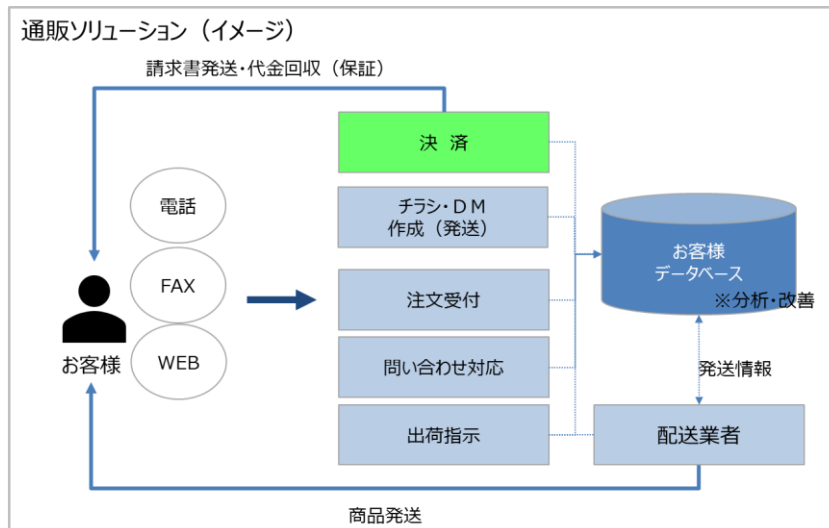 通販ソリューション（イメージ）
請求書発送・代金回収（保証）
決 済
電話
チラシ・ＤＭ
作成（発送）
お客様
データベース
FAX
注文受付
※分析・改善
お客様
WEB
問い合わせ対応
発送情報
出荷指示
配送業者
商品発送